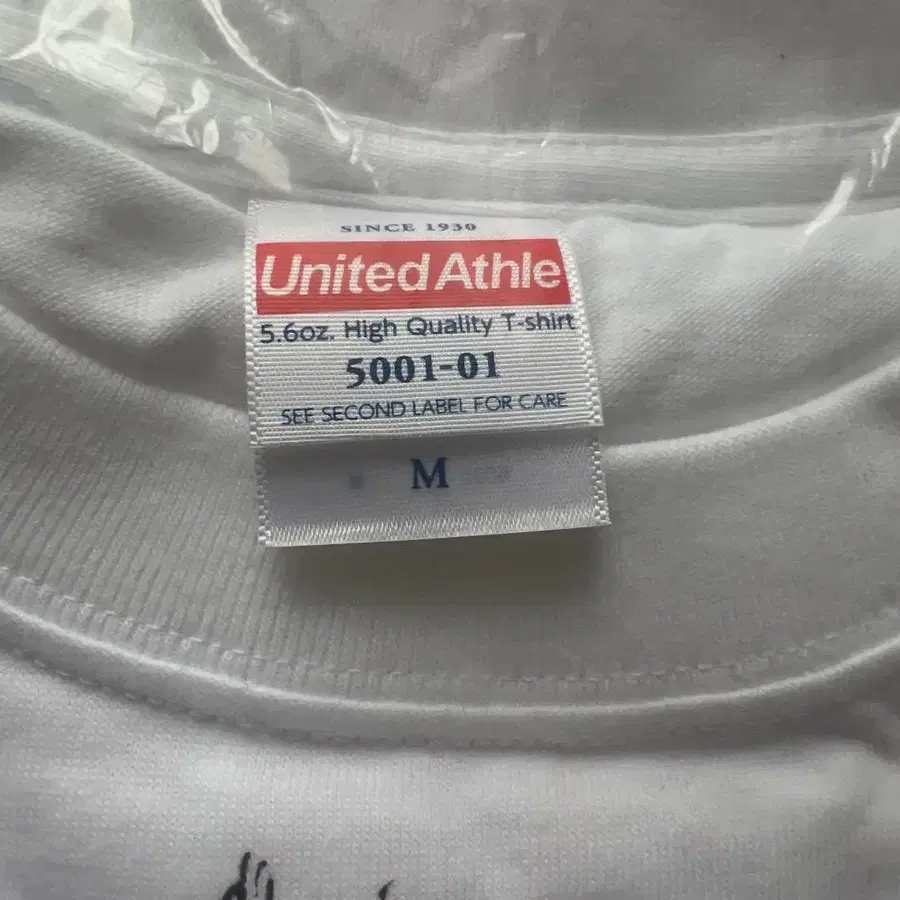 SINCE 1930
United Athle
5.6oz. High Quality T-shirt
5001-01
SEE SECOND LABEL FOR CARE
M